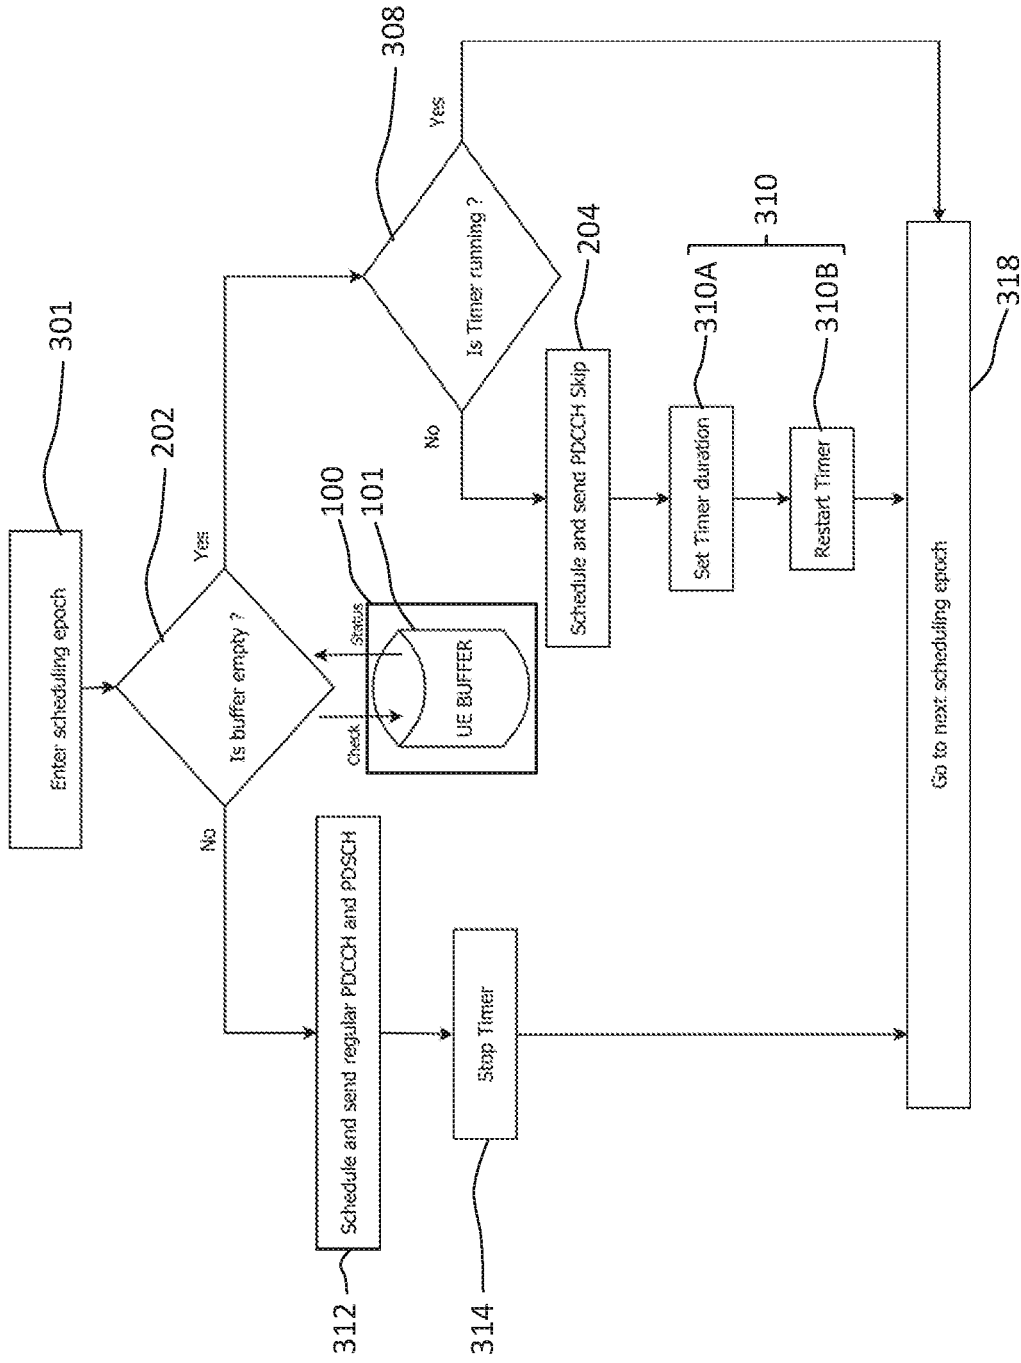 301
Enter scheduling epoch
202
Is buffer empty ?
No
Yes
Check
Status
UE BUFFER
100
101
308
Is Timer running ?
No
Yes
312
Schedule and send regular PDCCH and PDSCH
314
Stop Timer
204
Schedule and send PDCCH Skip
310
310A
Set Timer duration
310B
Restart Timer
Go to next scheduling epoch
318